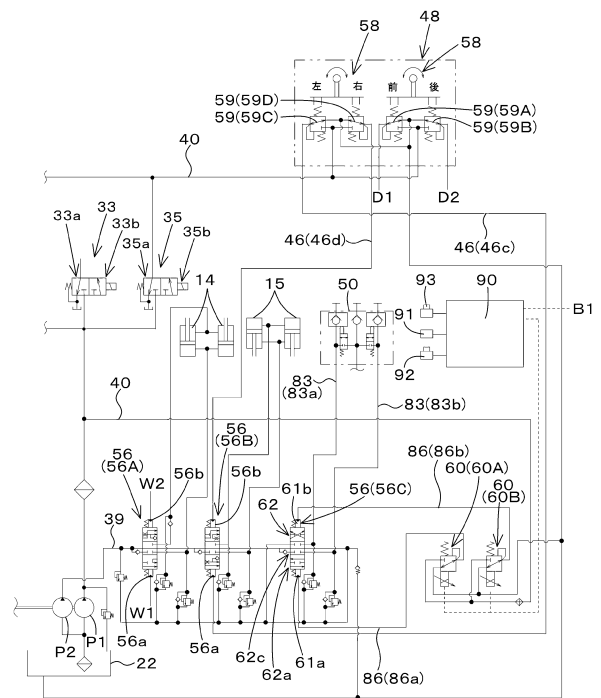 58
48
58
左 右 前 後
59(59D)
59(59C)
59(59A)
59(59B)
40
D1
D2
33
33a
33b
35
35a
35b
46(46d)
46(46c)
14
15
50
93
90
91
92
B1
83
(83a)
83(83b)
40
56
(56A)
W2
56b
56
(56B)
56b
86(86b)
61b
62
56(56C)
60(60A)
60
(60B)
39
W1
P2
P1
56a
56a
62c
62a
61a
86(86a)
22